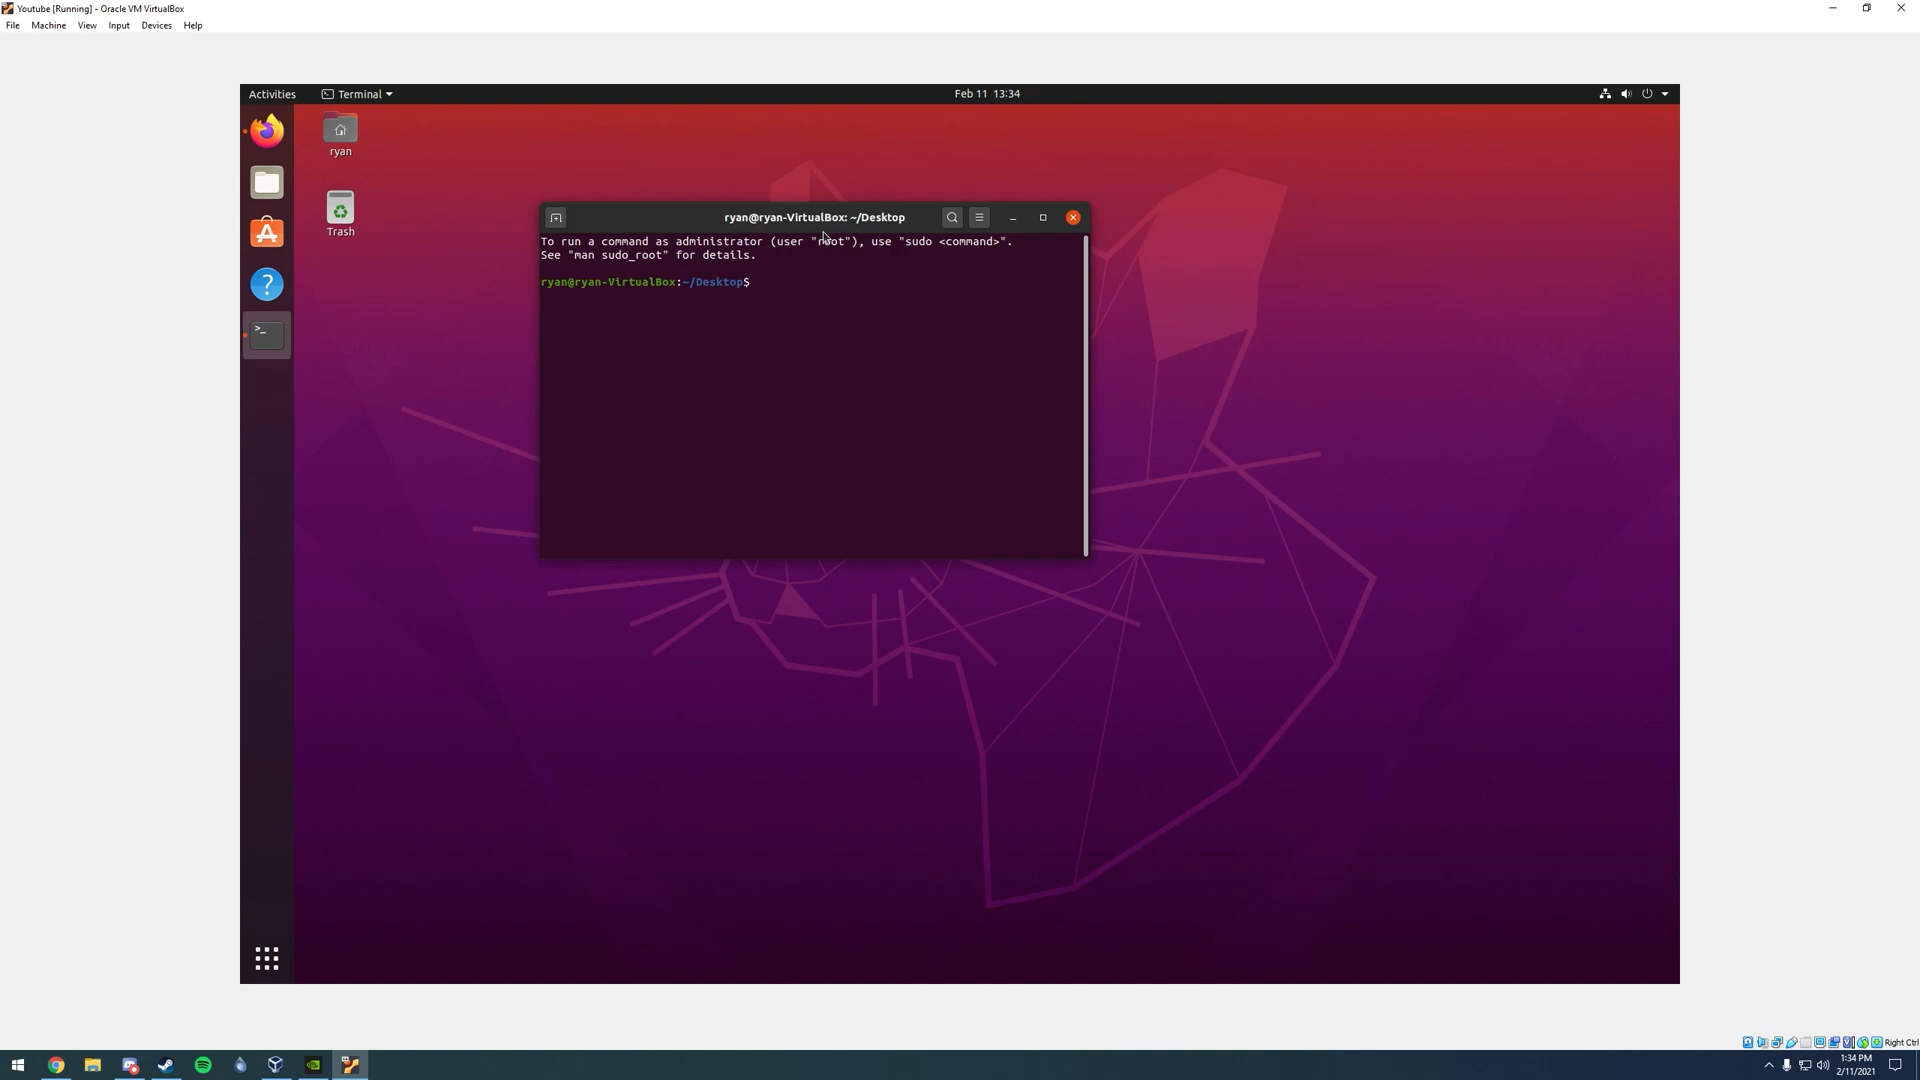 Youtube [Running] - Oracle VM VirtualBox
File Machine View Input Devices Help
Activities Terminal Feb 11 13:34
ryan
Trash
ryan@ryan-VirtualBox: ~/Desktop
To run a command as administrator (user "root"), use "sudo <command>".
See "man sudo_root" for details.
ryan@ryan-VirtualBox:~/Desktop$
Right Ctrl
1:34 PM
2/11/2021